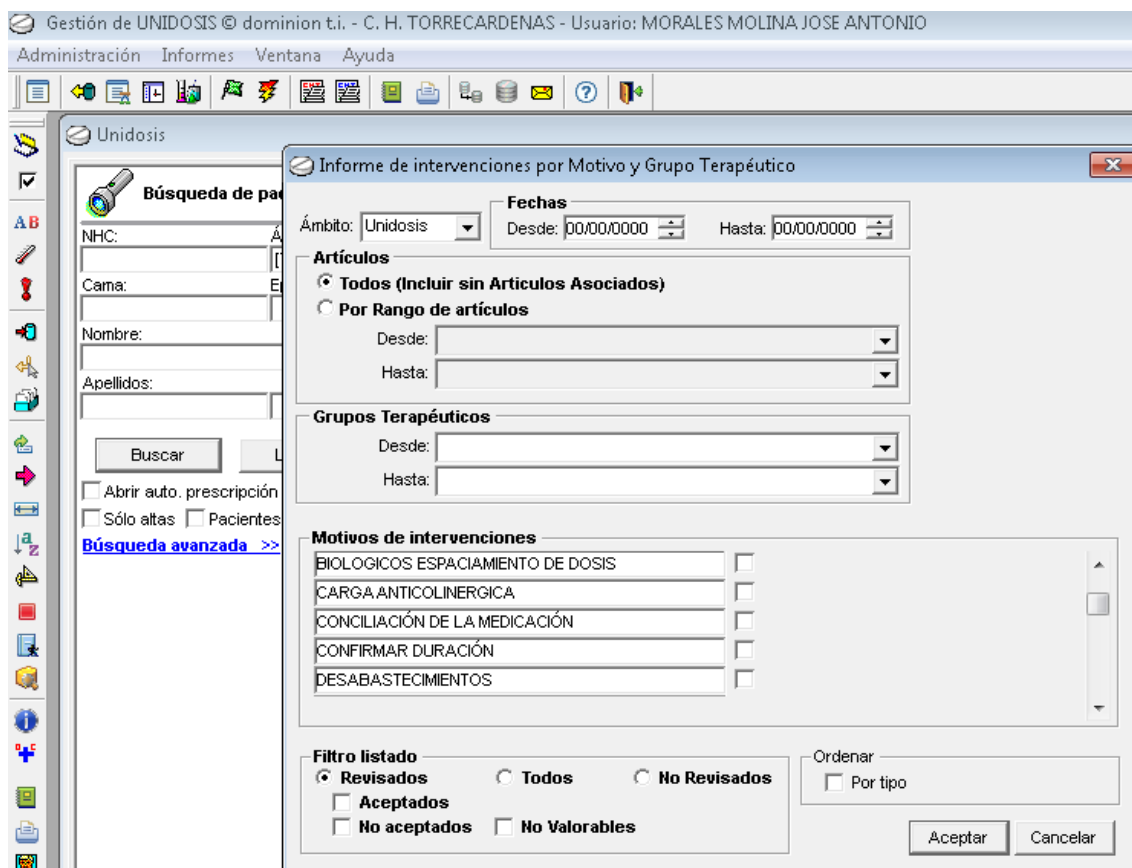 Gestión de UNIDOSIS © dominion t.i. - C. H. TORRECARDENAS - Usuario: MORALES MOLINA JOSE ANTONIO
Administración Informes Ventana Ayuda
Unidosis
Informe de intervenciones por Motivo y Grupo Terapéutico
Búsqueda de
NHC:
Cama:
Nombre:
Apellidos:
Buscar
Abrir auto. prescripción
Sólo altas Pacientes
Búsqueda avanzada >>
Ámbito: Unidosis
Fechas
Desde: 00/00/0000 Hasta: 00/00/0000
Artículos
Todos (Incluir sin Articulos Asociados)
Por Rango de artículos
Desde:
Hasta:
Grupos Terapéuticos
Desde:
Hasta:
Motivos de intervenciones
BIOLOGICOS ESPACIAMIENTO DE DOSIS
CARGA ANTICOLINERGICA
CONCILIACIÓN DE LA MEDICACIÓN
CONFIRMAR DURACIÓN
DESABASTECIMIENTOS
Filtro listado
Revisados Todos No Revisados
Aceptados
No aceptados No Valorables
Ordenar
Por tipo
Aceptar Cancelar